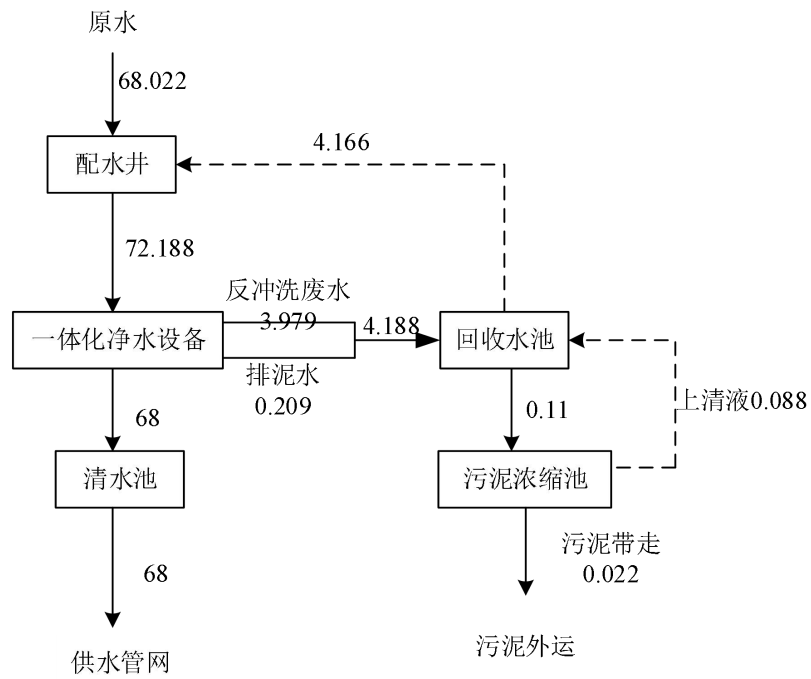 原水
68.022
配水井
4.166
72.188
反冲洗废水
3.979
4.188
一体化净水设备
回收水池
排泥水
0.209
上清液0.088
68
0.11
清水池
污泥浓缩池
68
污泥带走
0.022
供水管网
污泥外运